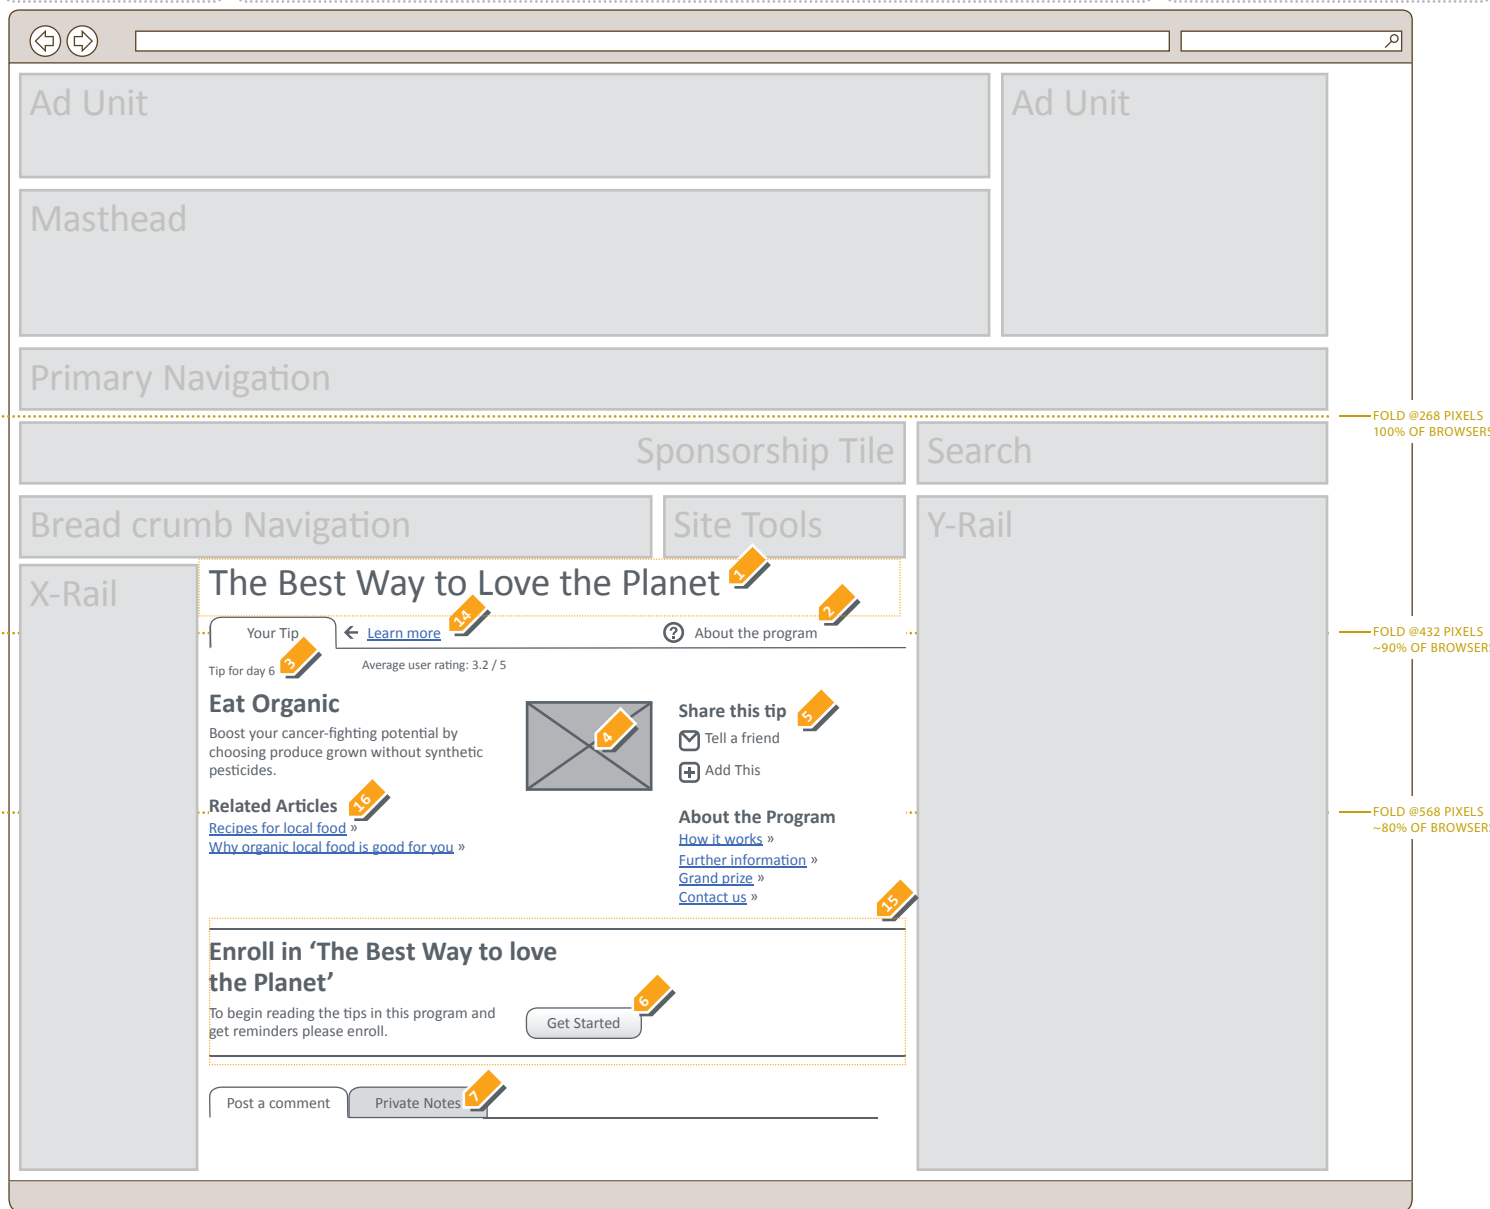 Ad Unit
Ad Unit
Masthead
Primary Navigation
FOLD @268 PIXELS
100% OF BROWSERS
Sponsorship Tile
Search
Bread crumb Navigation
Site Tools
Y-Rail
X-Rail
The Best Way to Love the Planet
1
2
Your Tip
Learn more
14
About the program
FOLD @432 PIXELS
~90% OF BROWSERS
Tip for day 6
3
Average user rating: 3.2 / 5
Eat Organic
Boost your cancer-fighting potential by
choosing produce grown without synthetic
pesticides.
4
Share this tip
5
Tell a friend
Add This
Related Articles
16
Recipes for local food »
Why organic local food is good for you »
About the Program
How it works »
Further information »
Grand prize »
Contact us »
FOLD @568 PIXELS
~80% OF BROWSERS
15
Enroll in ‘The Best Way to love
the Planet’
To begin reading the tips in this program and
get reminders please enroll.
Get Started
6
Post a comment
Private Notes
7